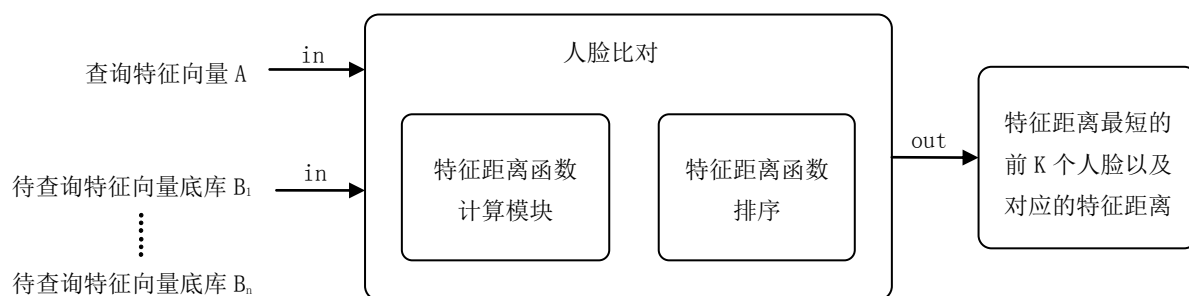 查询特征向量 A
in
待查询特征向量底库 B₁
in
待查询特征向量底库 Bₙ
人脸比对
特征距离函数
计算模块
特征距离函数
排序
out
特征距离最短的
前 K 个人脸以及
对应的特征距离